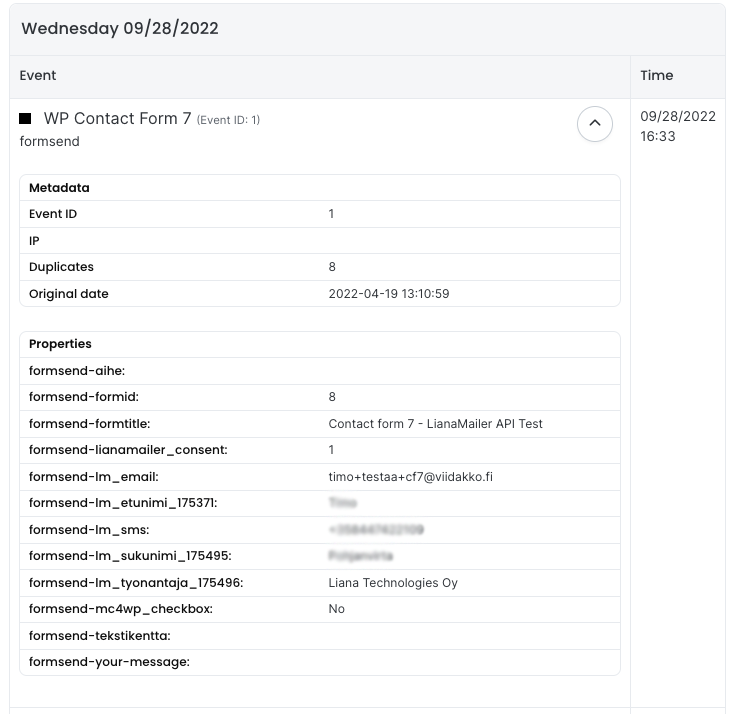 Wednesday 09/28/2022
Event Time
WP Contact Form 7 (Event ID: 1) 09/28/2022
formsend 16:33
Metadata
Event ID 1
IP
Duplicates 8
Original date 2022-04-19 13:10:59
Properties
formsend-aihe:
formsend-formid: 8
formsend-formtitle: Contact form 7 - LianaMailer API Test
formsend-lianamailer_consent: 1
formsend-lm_email: timo+testaa+cf7@viidakko.fi
formsend-lm_etunimi_175371:
formsend-lm_sms:
formsend-lm_sukunimi_175495:
formsend-lm_tyonantaja_175496: Liana Technologies Oy
formsend-mc4wp_checkbox: No
formsend-tekstikentta:
formsend-your-message: